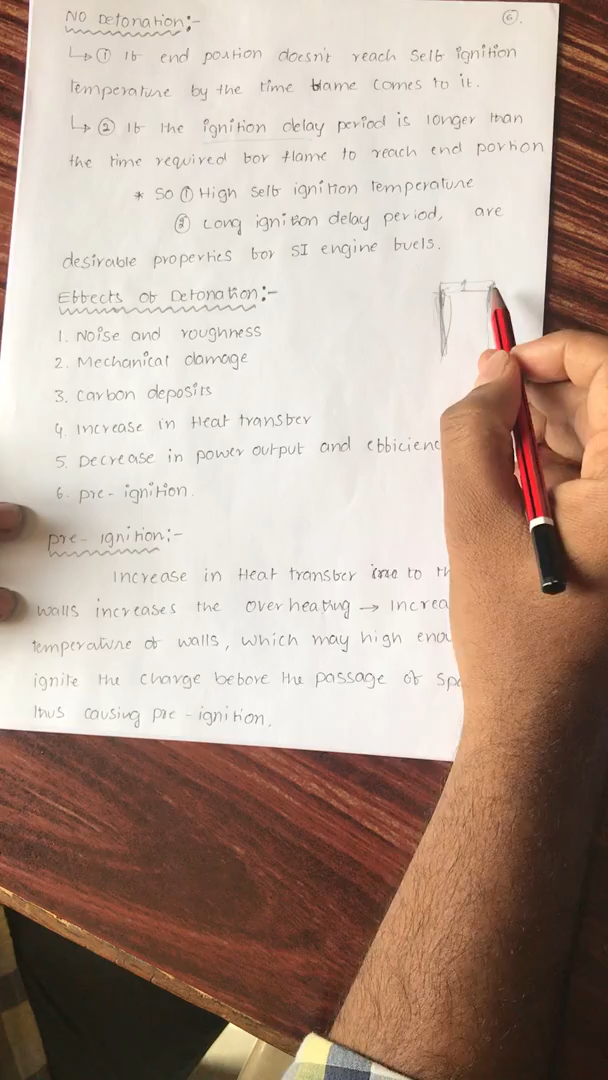 6.
NO Detonation:-
↳ ① If end portion doesn't reach self ignition
temperature by the time flame comes to it.
↳ ② If the ignition delay period is longer than
the time required for flame to reach end portion
* So ① High self ignition temperature
② Long ignition delay period, are
desirable properties for SI engine fuels.
Effects of Detonation:-
1. Noise and roughness
2. Mechanical damage
3. Carbon deposits
4. Increase in Heat transfer
5. Decrease in power output and efficienc
6. pre-ignition.
pre-ignition:-
Increase in Heat transfer to th
walls increases the overheating → Increa
temperature of walls, which may high enou
ignite the charge before the passage of spa
thus causing pre-ignition.